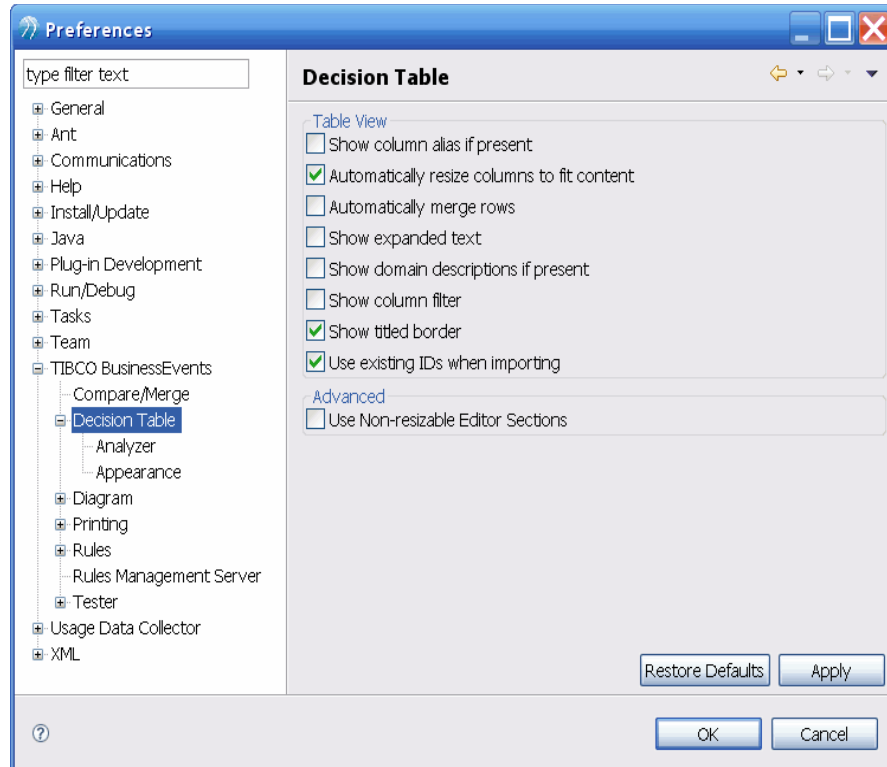 Preferences
type filter text
General
Ant
Communications
Help
Install/Update
Java
Plug-in Development
Run/Debug
Tasks
Team
TIBCO BusinessEvents
Compare/Merge
Decision Table
Analyzer
Appearance
Diagram
Printing
Rules
Rules Management Server
Tester
Usage Data Collector
XML
Decision Table
Table View
Show column alias if present
Automatically resize columns to fit content
Automatically merge rows
Show expanded text
Show domain descriptions if present
Show column filter
Show titled border
Use existing IDs when importing
Advanced
Use Non-resizable Editor Sections
Restore Defaults
Apply
?
OK
Cancel